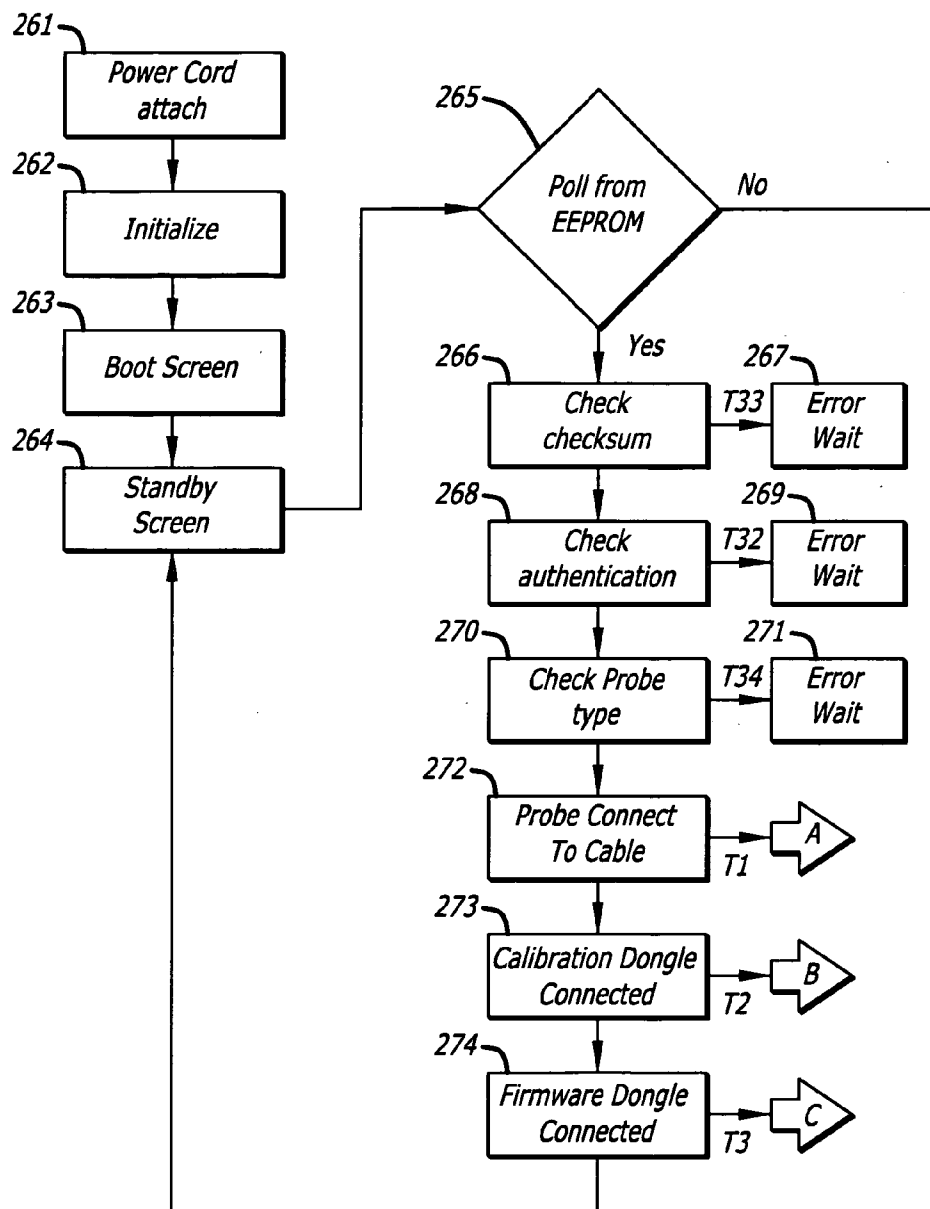 261
Power Cord
attach
262
Initialize
263
Boot Screen
264
Standby
Screen
265
Poll from
EEPROM
No
Yes
266
Check
checksum
T33
267
Error
Wait
268
Check
authentication
T32
269
Error
Wait
270
Check Probe
type
T34
271
Error
Wait
272
Probe Connect
To Cable
T1
A
273
Calibration Dongle
Connected
T2
B
274
Firmware Dongle
Connected
T3
C